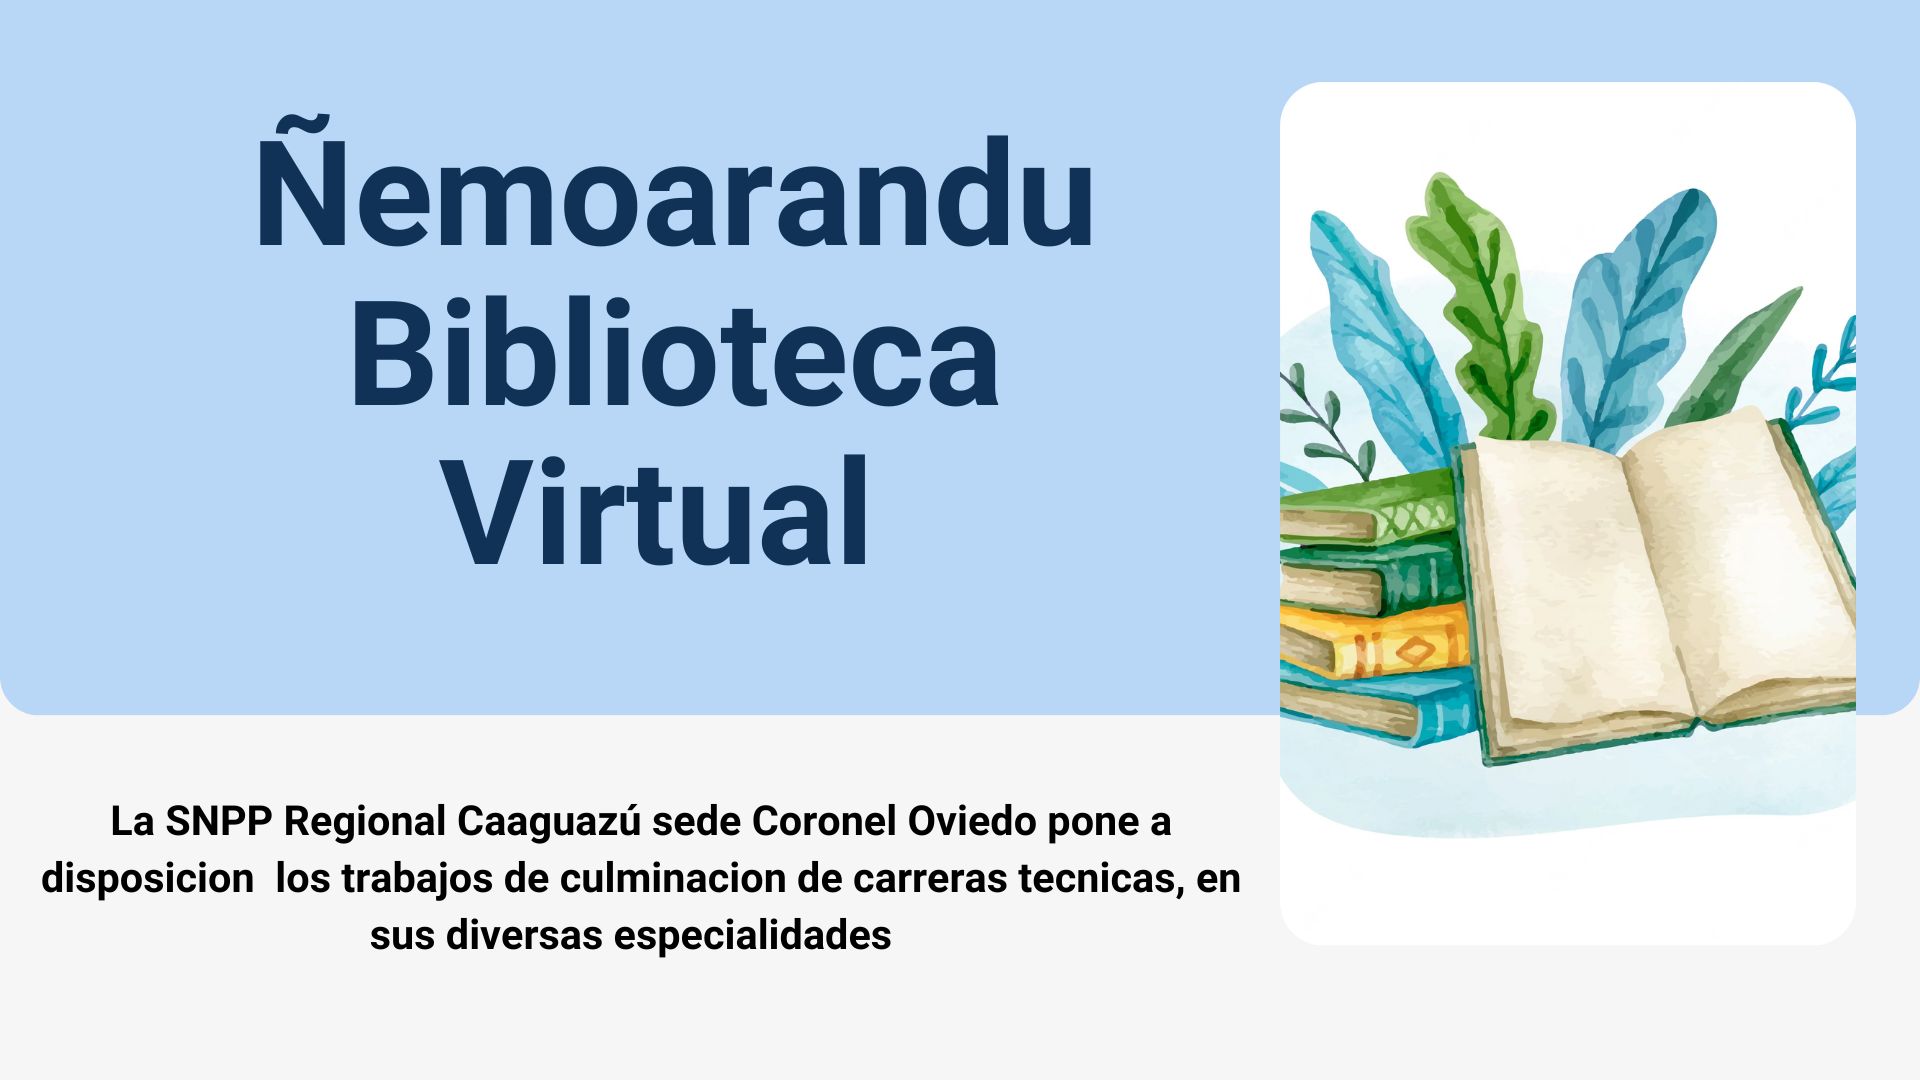 Ñemoarandu
Biblioteca
Virtual
La SNPP Regional Caaguazú sede Coronel Oviedo pone a
disposicion  los trabajos de culminacion de carreras tecnicas, en
sus diversas especialidades